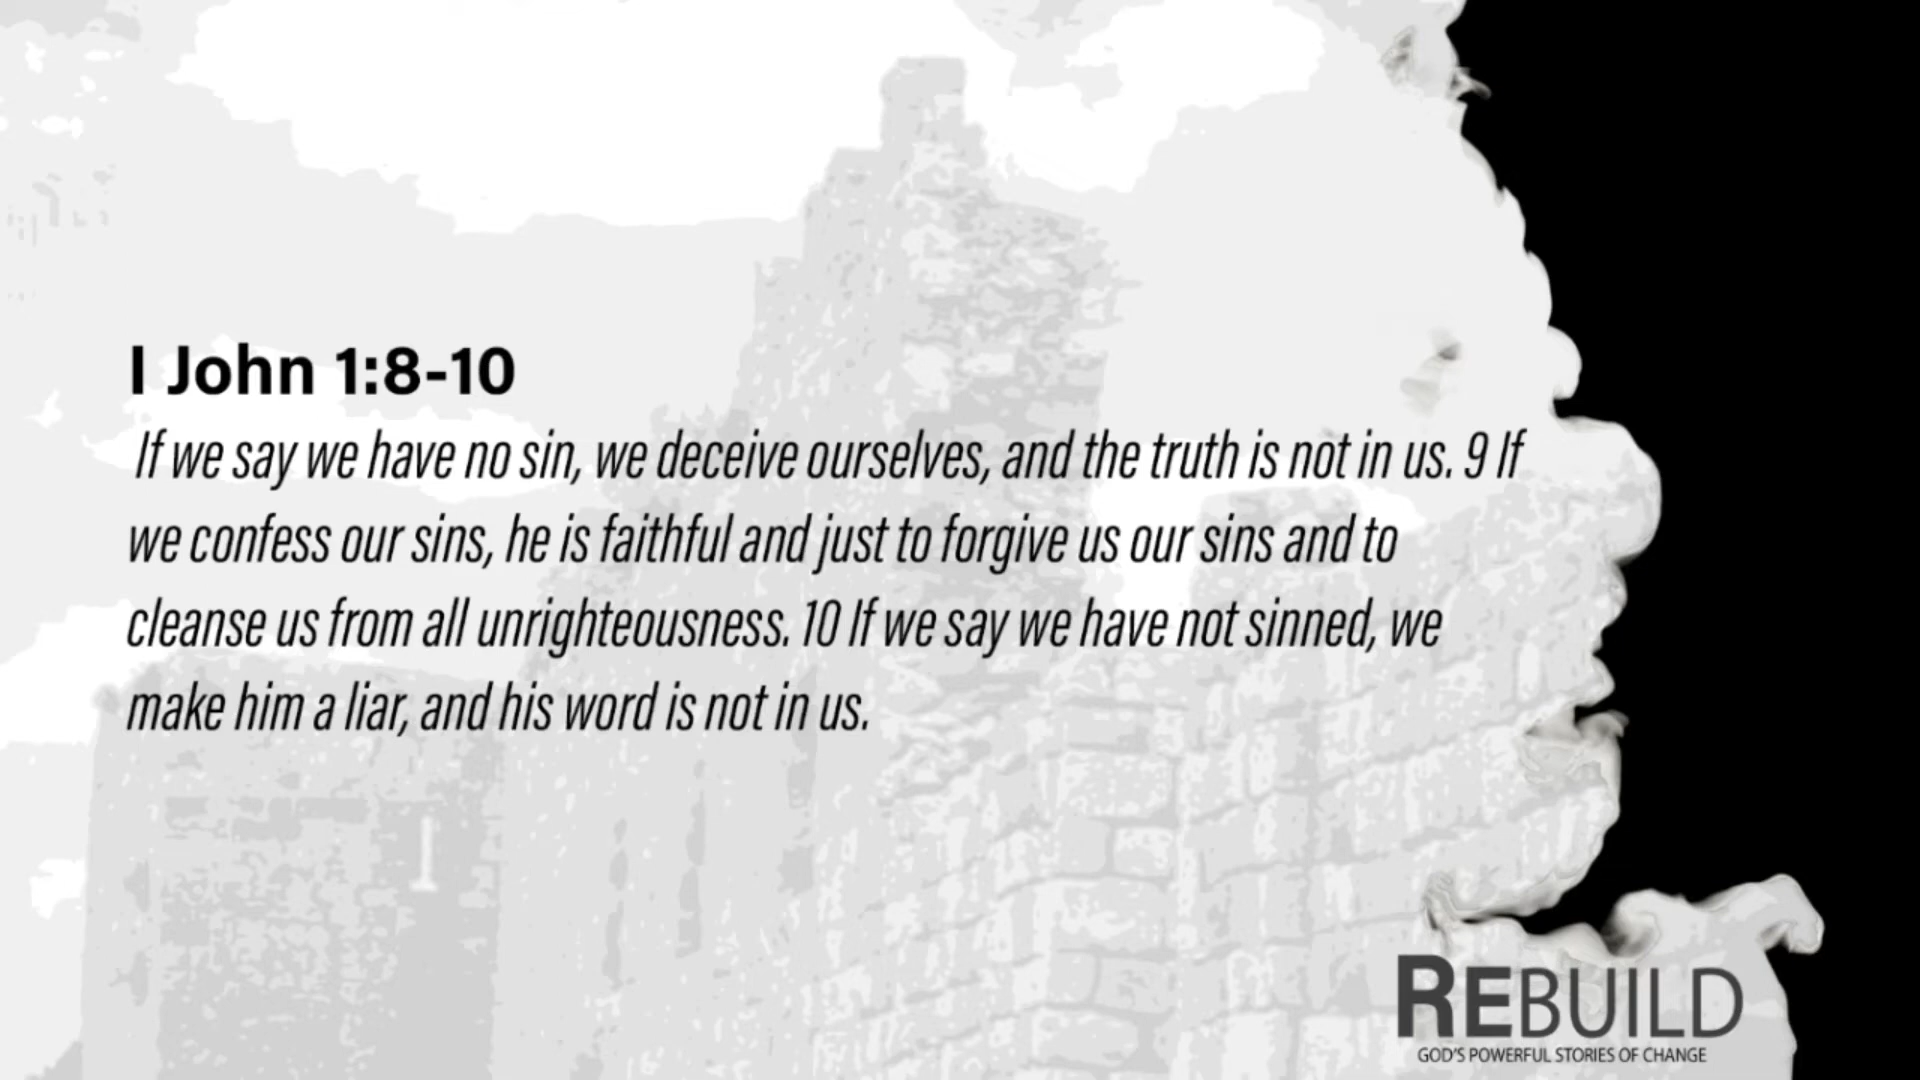 I John 1:8-10
If we say we have no sin, we deceive ourselves, and the truth is not in us. 9 If
we confess our sins, he is faithful and just to forgive us our sins and to
cleanse us from all unrighteousness. 10 If we say we have not sinned, we
make him a liar, and his word is not in us.
REBUILD
GOD'S POWERFUL STORIES OF CHANGE